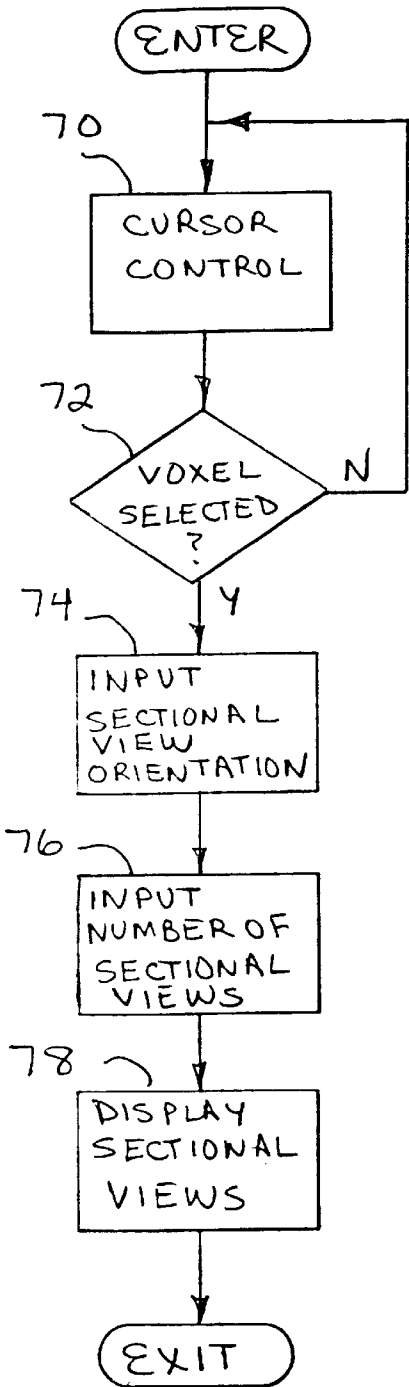 ENTER
70
CURSOR
CONTROL
72
VOXEL
SELECTED
?
N
Y
74
INPUT
SECTIONAL
VIEW
ORIENTATION
76
INPUT
NUMBER OF
SECTIONAL
VIEWS
78
DISPLAY
SECTIONAL
VIEWS
EXIT